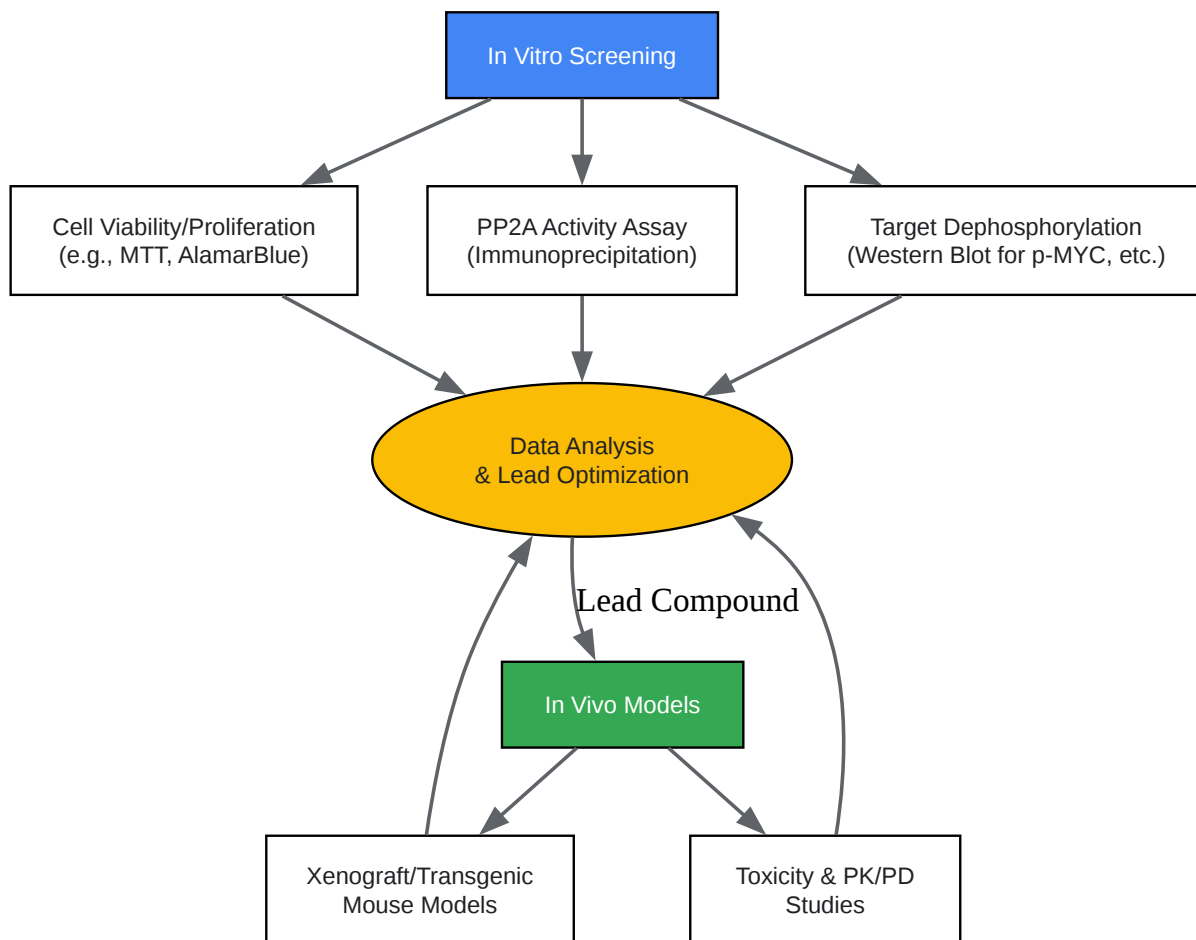 In Vitro Screening
Cell Viability/Proliferation
(e.g., MTT, AlamarBlue)
PP2A Activity Assay
(Immunoprecipitation)
Target Dephosphorylation
(Western Blot for p-MYC, etc.)
Data Analysis
& Lead Optimization
Lead Compound
In Vivo Models
Xenograft/Transgenic
Mouse Models
Toxicity & PK/PD
Studies